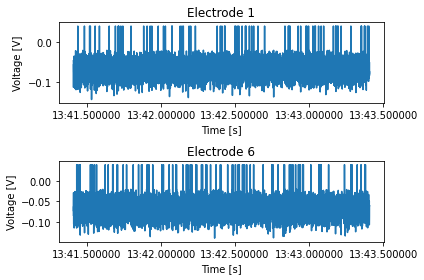 Electrode 1
0.0
−0.1
Voltage [V]
13:41.500000 13:42.000000 13:42.500000 13:43.000000 13:43.500000
Time [s]
Electrode 6
0.00
−0.05
−0.10
Voltage [V]
13:41.500000 13:42.000000 13:42.500000 13:43.000000 13:43.500000
Time [s]